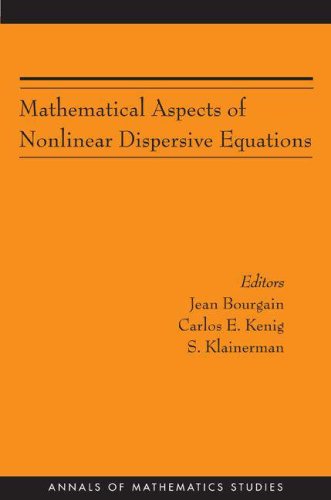 Mathematical Aspects of
Nonlinear Dispersive Equations
Editors
Jean Bourgain
Carlos E. Kenig
S. Klainerman
ANNALS OF MATHEMATICS STUDIES